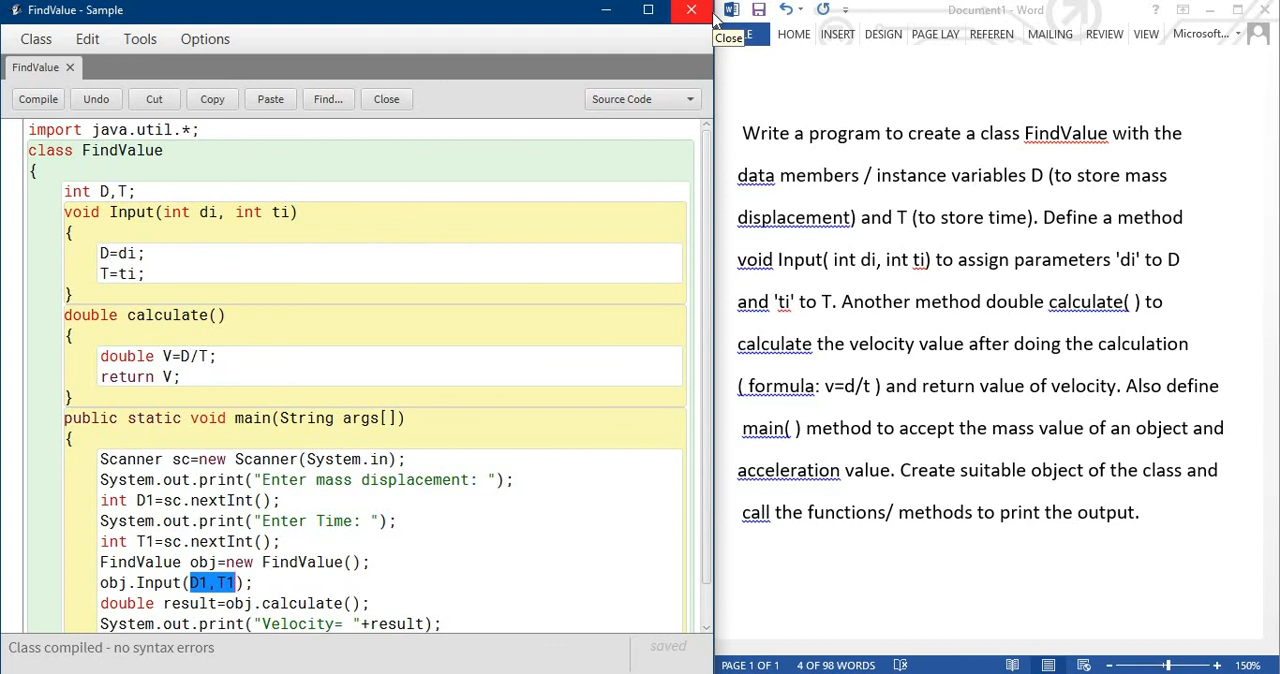 FindValue - Sample
Class Edit Tools Options
FindValue
Compile Undo Cut Copy Paste Find... Close Source Code
import java.util.*;
class FindValue
{
int D,T;
void Input(int di, int ti)
{
D=di;
T=ti;
}
double calculate()
{
double V=D/T;
return V;
}
public static void main(String args[])
{
Scanner sc=new Scanner(System.in);
System.out.print("Enter mass displacement: ");
int D1=sc.nextInt();
System.out.print("Enter Time: ");
int T1=sc.nextInt();
FindValue obj=new FindValue();
obj.Input(D1,T1);
double result=obj.calculate();
System.out.print("Velocity= "+result);
Class compiled - no syntax errors
saved
Document1 - Word
Close
LE HOME INSERT DESIGN PAGE LAY REFEREN MAILING REVIEW VIEW Microsoft...
Write a program to create a class FindValue with the
data members / instance variables D (to store mass
displacement) and T (to store time). Define a method
void Input( int di, int ti) to assign parameters 'di' to D
and 'ti' to T. Another method double calculate( ) to
calculate the velocity value after doing the calculation
( formula: v=d/t ) and return value of velocity. Also define
main( ) method to accept the mass value of an object and
acceleration value. Create suitable object of the class and
call the functions/ methods to print the output.
PAGE 1 OF 1 4 OF 98 WORDS 150%